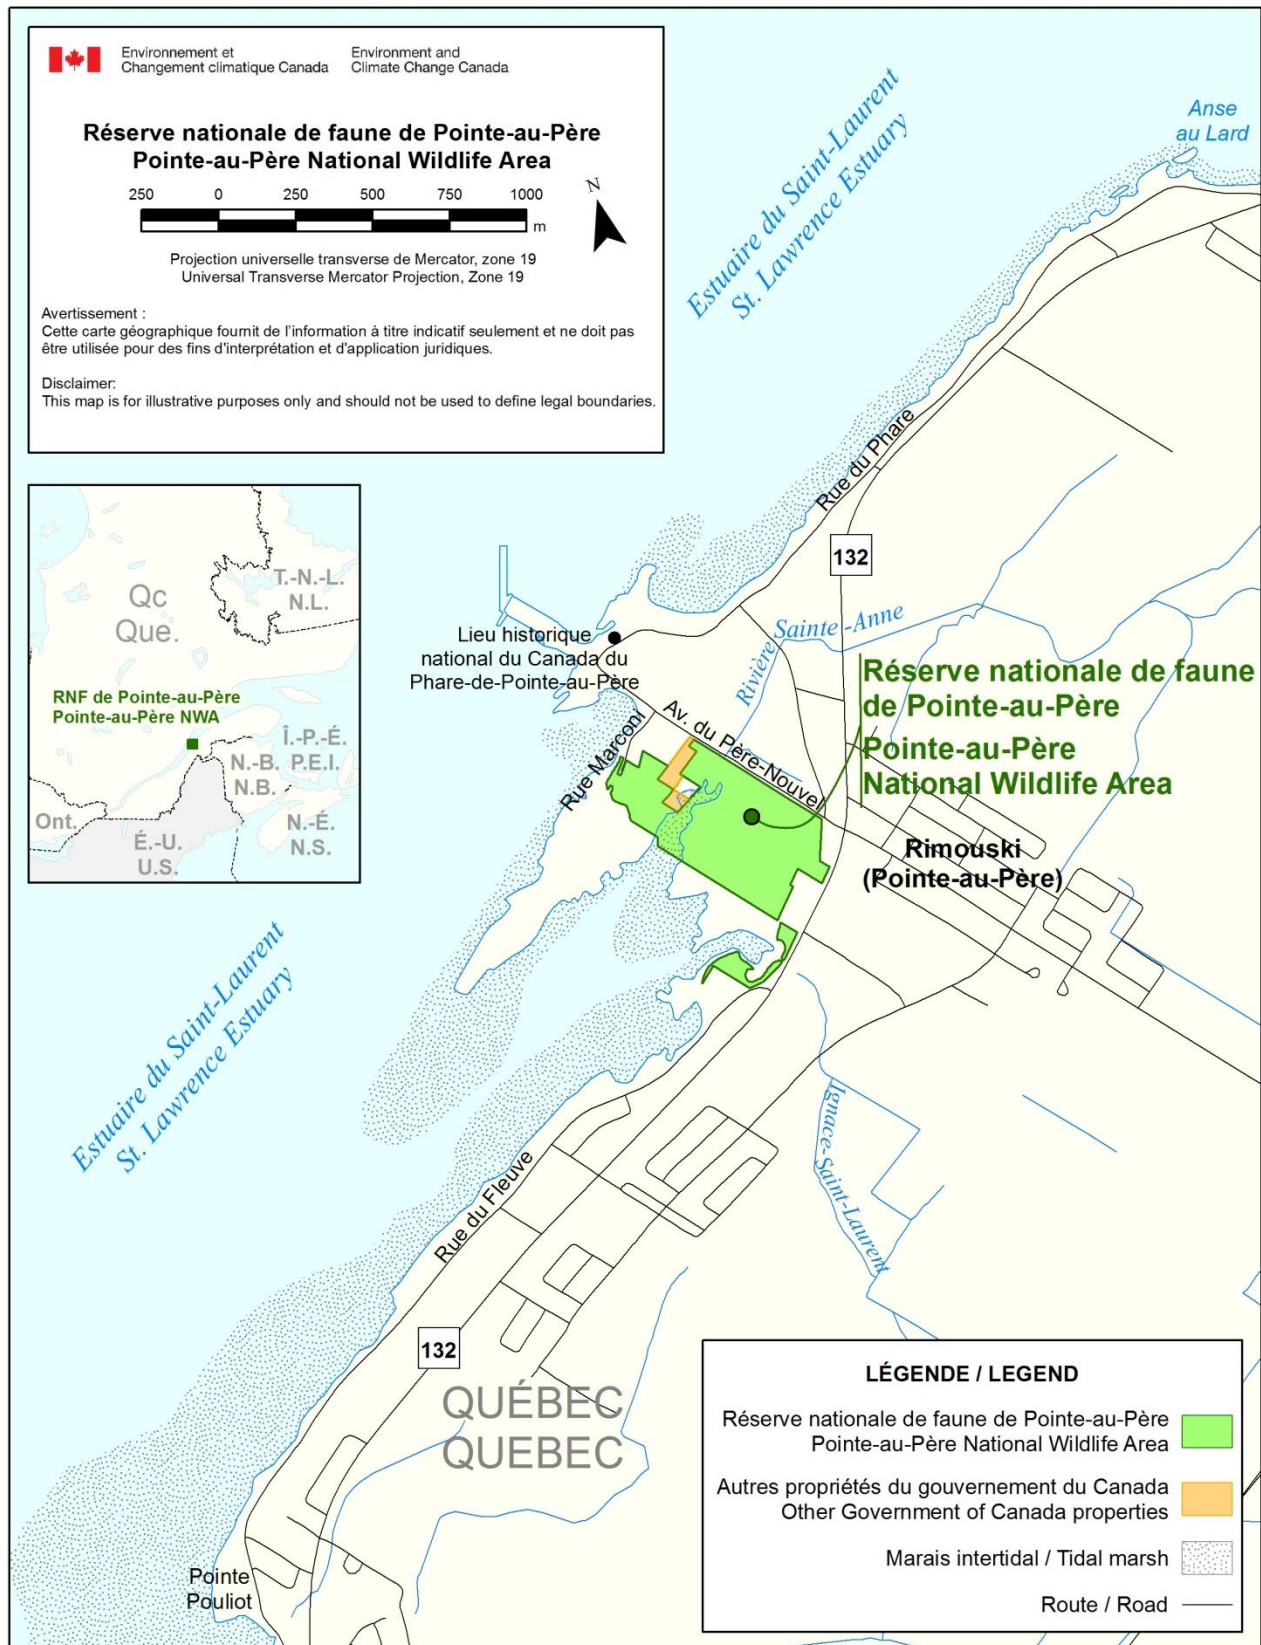 Environnement et
Changement climatique Canada
Environment and
Climate Change Canada
Réserve nationale de faune de Pointe-au-Père
Pointe-au-Père National Wildlife Area
250 0 250 500 750 1000
m
N
Projection universelle transverse de Mercator, zone 19
Universal Transverse Mercator Projection, Zone 19
Avertissement :
Cette carte géographique fournit de l'information à titre indicatif seulement et ne doit pas
être utilisée pour des fins d'interprétation et d'application juridiques.
Disclaimer:
This map is for illustrative purposes only and should not be used to define legal boundaries.
Estuaire du Saint-Laurent
St. Lawrence Estuary
Anse
au Lard
Rue du Phare
132
Qc
Que.
T.-N.-L.
N.L.
RNF de Pointe-au-Père
Pointe-au-Père NWA
Î.-P.-É.
P.E.I.
N.-B.
N.B.
N.-É.
N.S.
Ont.
É.-U.
U.S.
Lieu historique
national du Canada du
Phare-de-Pointe-au-Père
Rivière
Sainte-Anne
Réserve nationale de faune
de Pointe-au-Père
Pointe-au-Père
National Wildlife Area
Rue Marconi
Av. du Père-Nouvel
Rimouski
(Pointe-au-Père)
Estuaire du Saint-Laurent
St. Lawrence Estuary
Ignace-Saint-Laurent
Rue du Fleuve
132
QUÉBEC
QUEBEC
Pointe
Pouliot
LÉGENDE / LEGEND
Réserve nationale de faune de Pointe-au-Père
Pointe-au-Père National Wildlife Area
Autres propriétés du gouvernement du Canada
Other Government of Canada properties
Marais intertidal / Tidal marsh
Route / Road